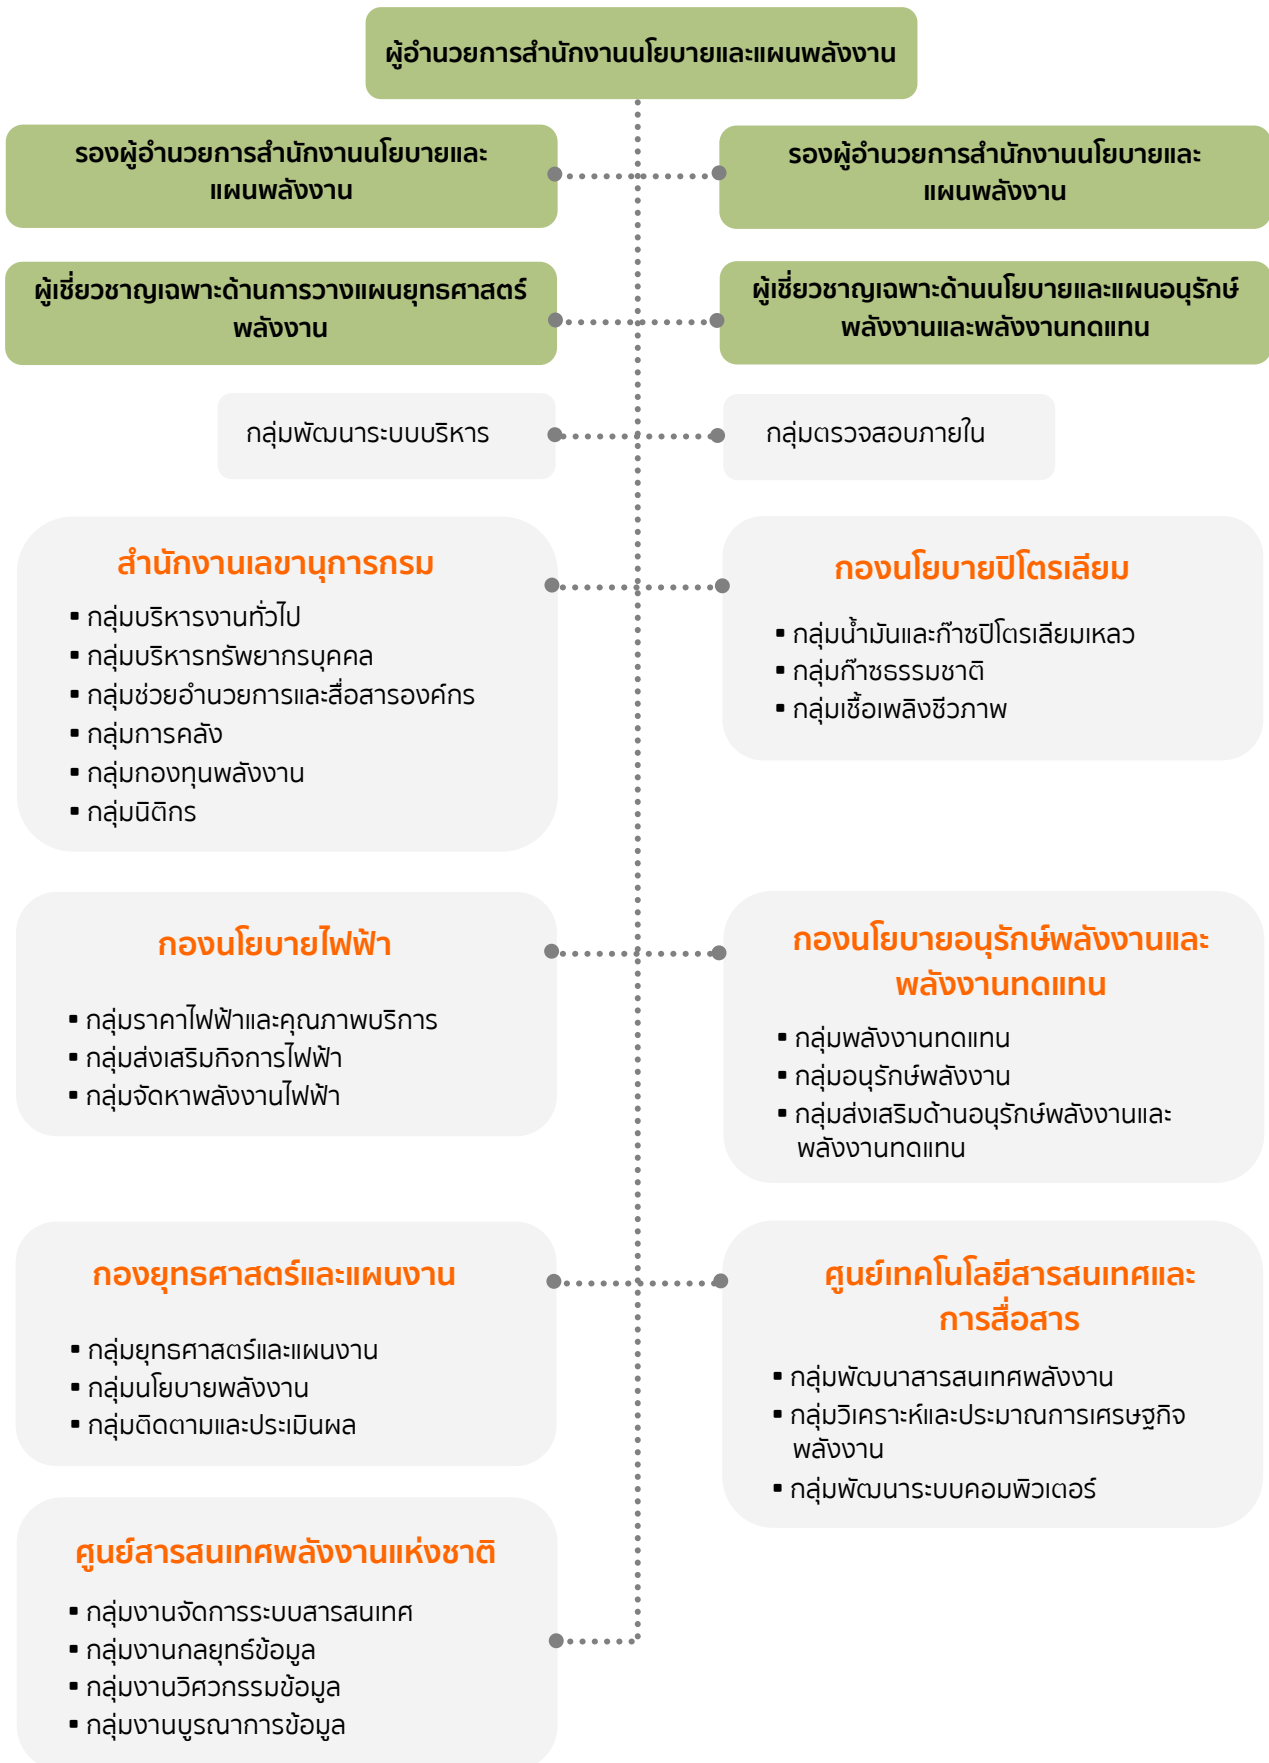 ผู้อำนวยการสำนักงานนโยบายและแผนพลังงาน
รองผู้อำนวยการสำนักงานนโยบายและ
แผนพลังงาน
รองผู้อำนวยการสำนักงานนโยบายและ
แผนพลังงาน
ผู้เชี่ยวชาญเฉพาะด้านการวางแผนยุทธศาสตร์
พลังงาน
ผู้เชี่ยวชาญเฉพาะด้านนโยบายและแผนอนุรักษ์
พลังงานและพลังงานทดแทน
กลุ่มพัฒนาระบบบริหาร
กลุ่มตรวจสอบภายใน
สำนักงานเลขานุการกรม
▪ กลุ่มบริหารงานทั่วไป
▪ กลุ่มบริหารทรัพยากรบุคคล
▪ กลุ่มช่วยอำนวยการและสื่อสารองค์กร
▪ กลุ่มการคลัง
▪ กลุ่มกองทุนพลังงาน
▪ กลุ่มนิติกร
กองนโยบายปิโตรเลียม
▪ กลุ่มน้ำมันและก๊าซปิโตรเลียมเหลว
▪ กลุ่มก๊าซธรรมชาติ
▪ กลุ่มเชื้อเพลิงชีวภาพ
กองนโยบายไฟฟ้า
▪ กลุ่มราคาไฟฟ้าและคุณภาพบริการ
▪ กลุ่มส่งเสริมกิจการไฟฟ้า
▪ กลุ่มจัดหาพลังงานไฟฟ้า
กองนโยบายอนุรักษ์พลังงานและ
พลังงานทดแทน
▪ กลุ่มพลังงานทดแทน
▪ กลุ่มอนุรักษ์พลังงาน
▪ กลุ่มส่งเสริมด้านอนุรักษ์พลังงานและ
พลังงานทดแทน
กองยุทธศาสตร์และแผนงาน
▪ กลุ่มยุทธศาสตร์และแผนงาน
▪ กลุ่มนโยบายพลังงาน
▪ กลุ่มติดตามและประเมินผล
ศูนย์เทคโนโลยีสารสนเทศและ
การสื่อสาร
▪ กลุ่มพัฒนาสารสนเทศพลังงาน
▪ กลุ่มวิเคราะห์และประมาณการเศรษฐกิจ
พลังงาน
▪ กลุ่มพัฒนาระบบคอมพิวเตอร์
ศูนย์สารสนเทศพลังงานแห่งชาติ
▪ กลุ่มงานจัดการระบบสารสนเทศ
▪ กลุ่มงานกลยุทธ์ข้อมูล
▪ กลุ่มงานวิศวกรรมข้อมูล
▪ กลุ่มงานบูรณาการข้อมูล